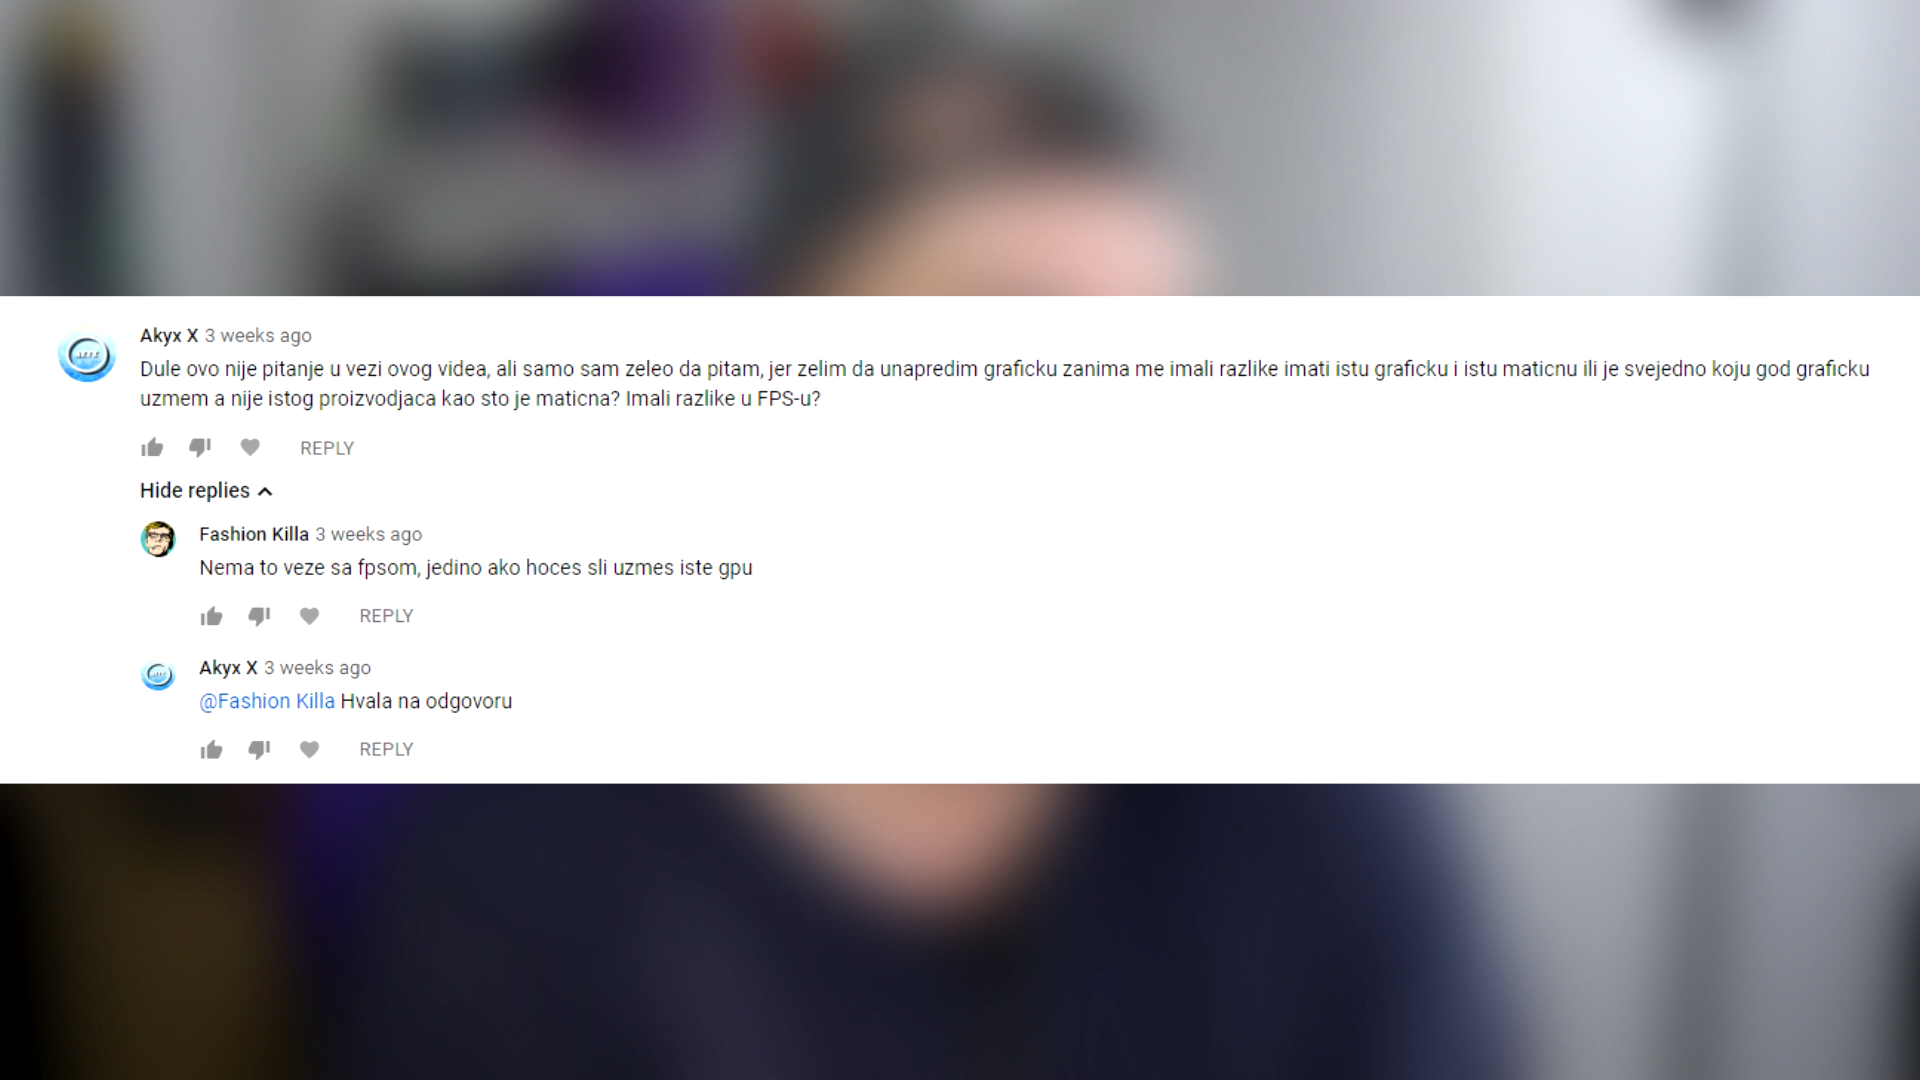 Akyx X 3 weeks ago
Dule ovo nije pitanje u vezi ovog videa, ali samo sam zeleo da pitam, jer zelim da unapredim graficku zanima me imali razlike imati istu graficku i istu maticnu ili je svejedno koju god graficku
uzmem a nije istog proizvodjaca kao sto je maticna? Imali razlike u FPS-u?
REPLY
Hide replies
Fashion Killa 3 weeks ago
Nema to veze sa fpsom, jedino ako hoces sli uzmes iste gpu
REPLY
Akyx X 3 weeks ago
@Fashion Killa Hvala na odgovoru
REPLY